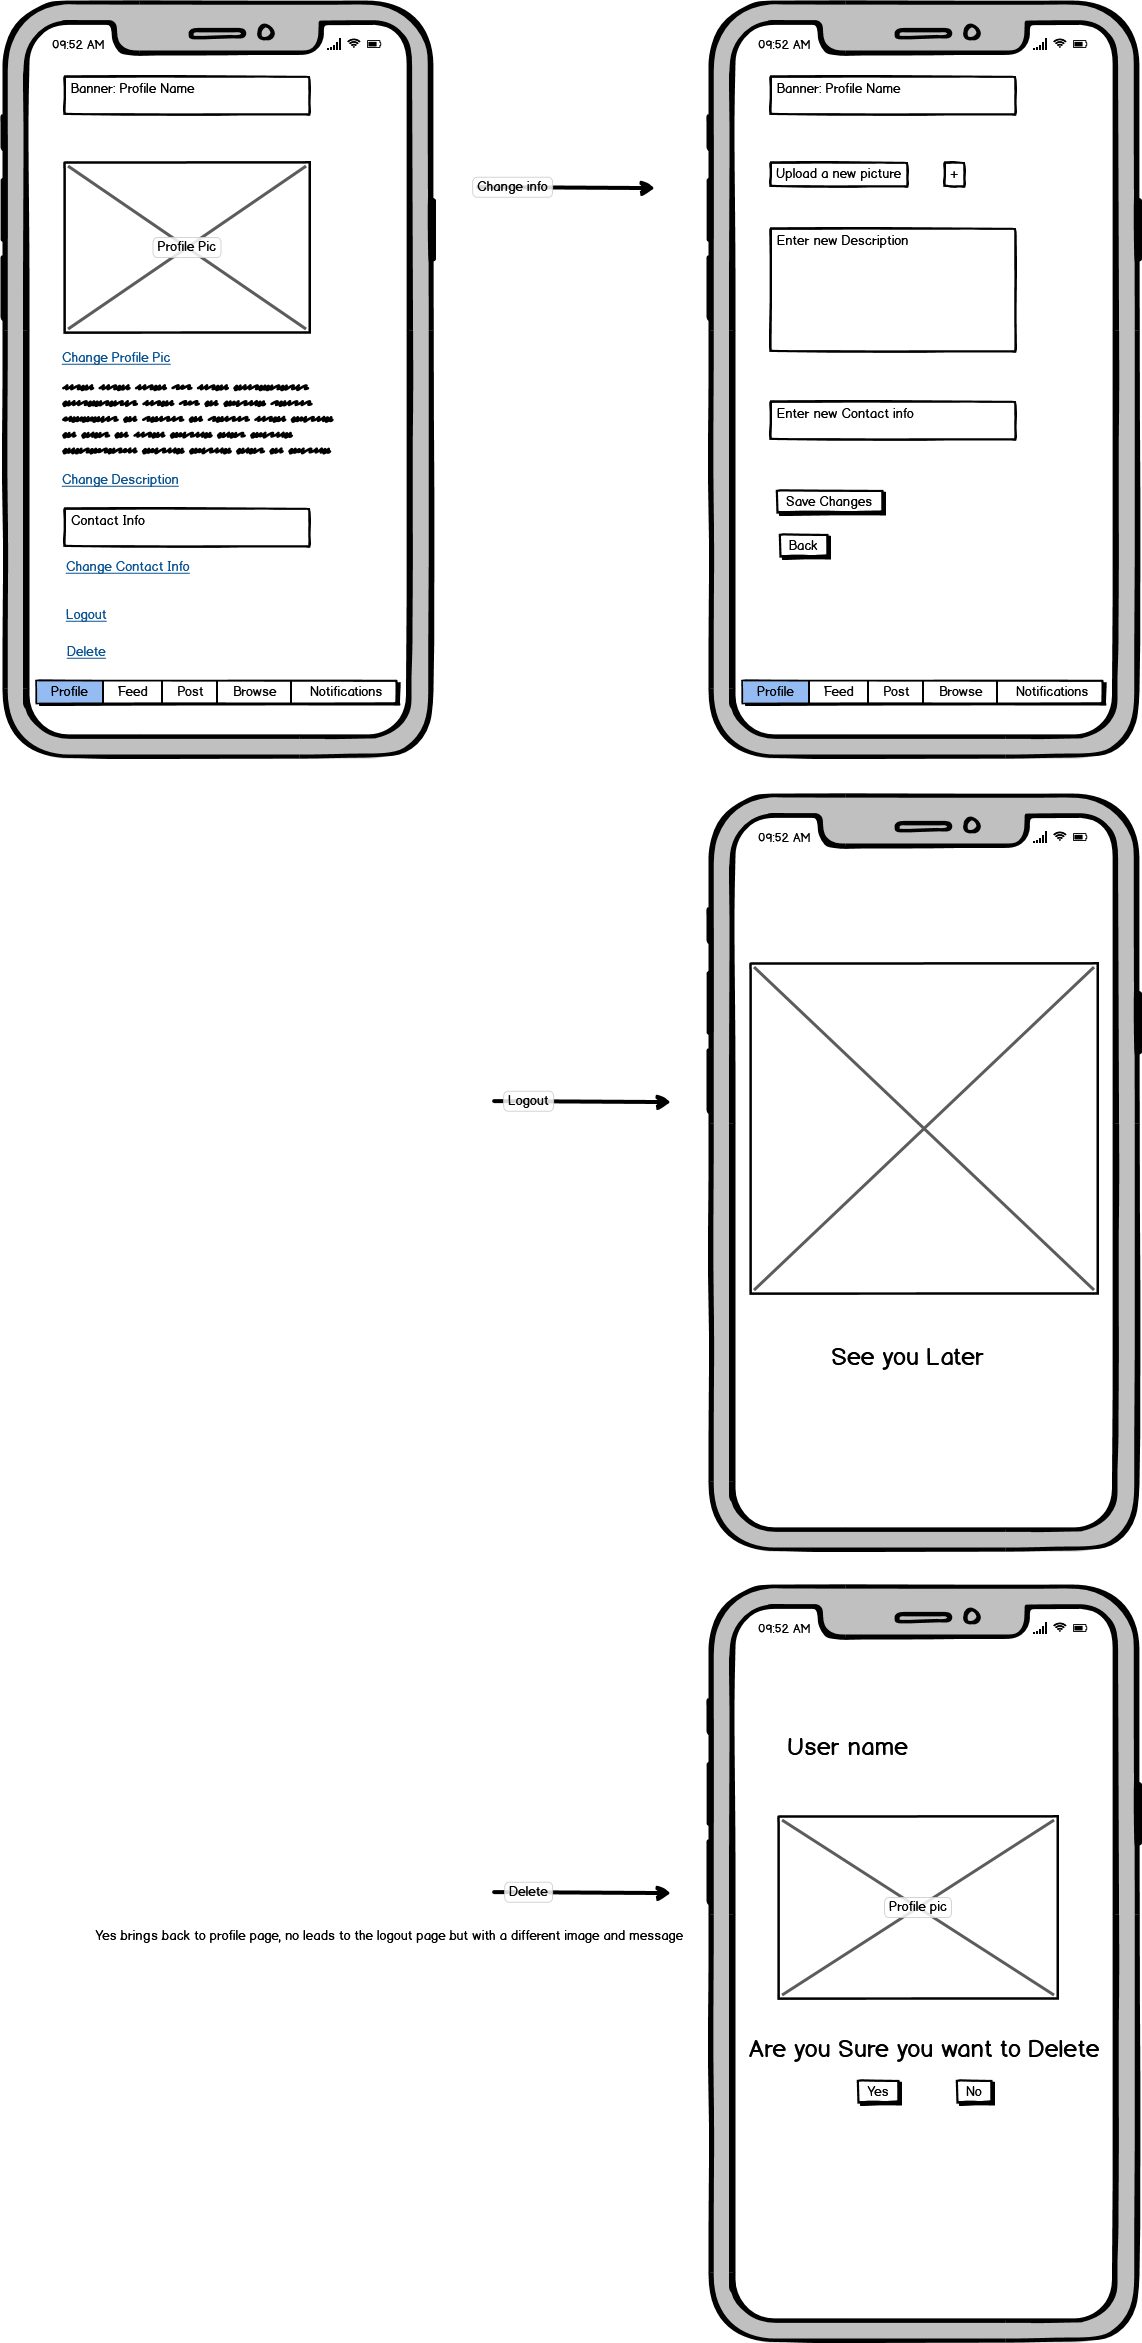 09:52 AM
Banner: Profile Name
Profile Pic
Change Profile Pic
Change Description
Contact Info
Change Contact Info
Logout
Delete
Profile Feed Post Browse Notifications
Change info
09:52 AM
Banner: Profile Name
Upload a new picture +
Enter new Description
Enter new Contact info
Save Changes
Back
Profile Feed Post Browse Notifications
Logout
09:52 AM
See you Later
Delete
Yes brings back to profile page, no leads to the logout page but with a different image and message
09:52 AM
User name
Profile pic
Are you Sure you want to Delete
Yes No